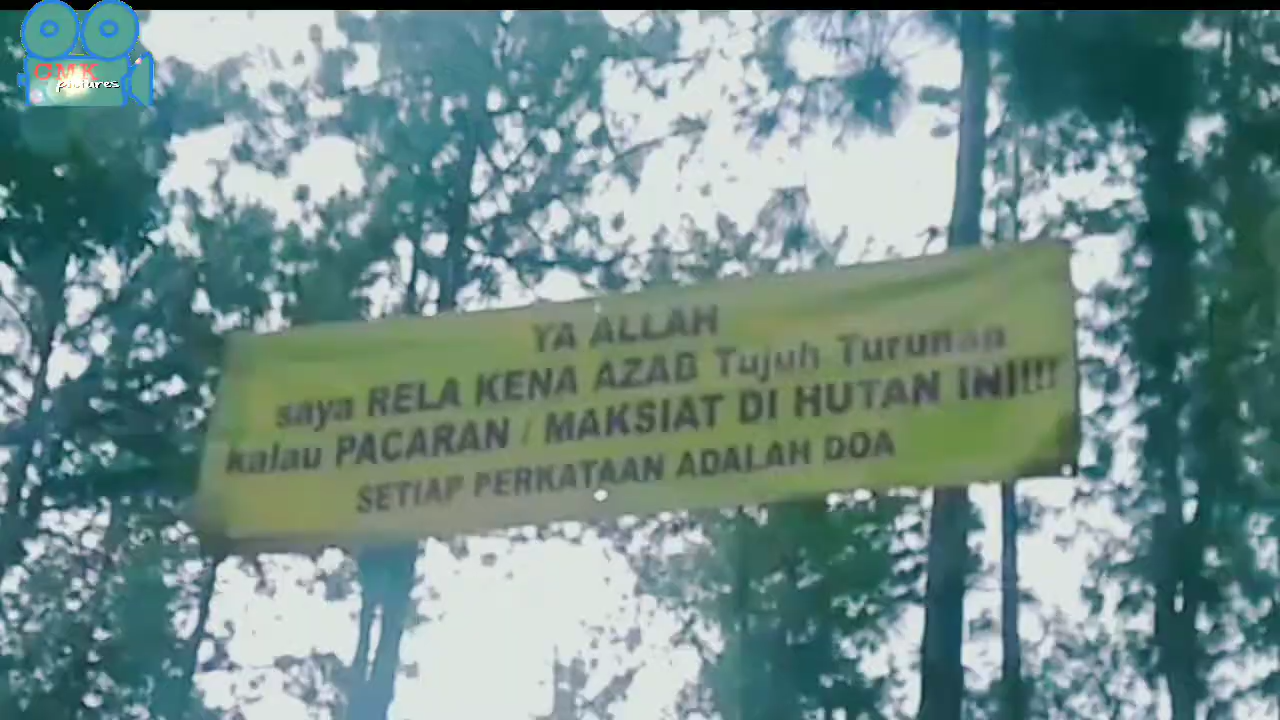 GMK
pictures
YA ALLAH
saya RELA KENA AZAB Tujuh Turunan
kalau PACARAN / MAKSIAT DI HUTAN INI!!!
SETIAP PERKATAAN ADALAH DOA